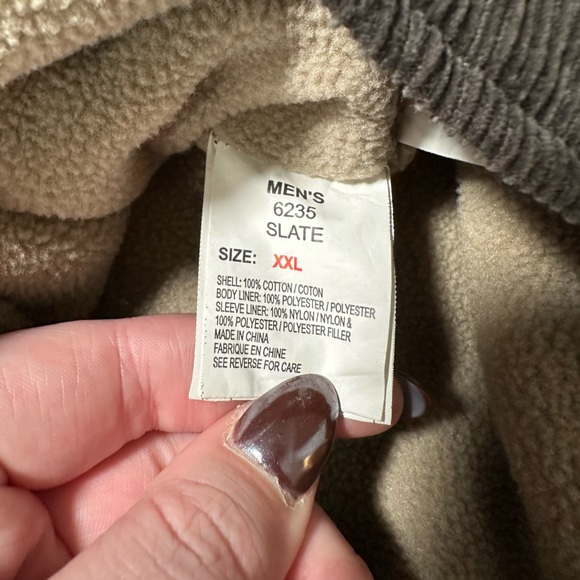 MEN'S
6235
SLATE
SIZE: XXL
SHELL: 100% COTTON / COTON
BODY LINER: 100% POLYESTER / POLYESTER
SLEEVE LINER: 100% NYLON / NYLON &
100% POLYESTER / POLYESTER FILLER
MADE IN CHINA
FABRIQUE EN CHINE
SEE REVERSE FOR CARE